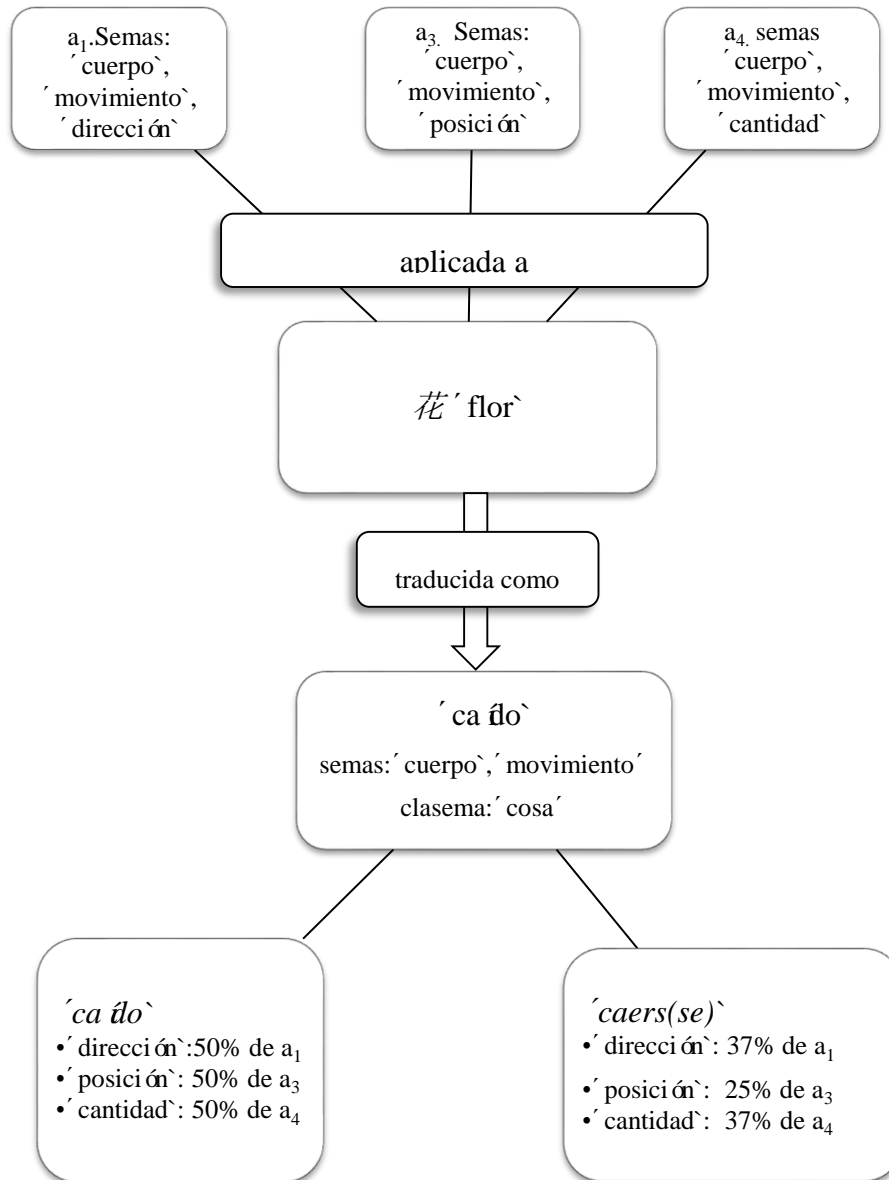 a₁.Semas:
´cuerpo`,
´movimiento`,
´dirección`
a₃. Semas:
´cuerpo`,
´movimiento`,
´posición`
a₄. semas
´cuerpo`,
´movimiento`,
´cantidad`
aplicada a
花´flor`
traducida como
´caído`
semas:´cuerpo`,´movimiento´
clasema:´cosa´
´caído`
•´dirección`:50% de a₁
•´posición`: 50% de a₃
•´cantidad`: 50% de a₄
´caers(se)`
•´dirección`: 37% de a₁
•´posición`: 25% de a₃
•´cantidad`: 37% de a₄